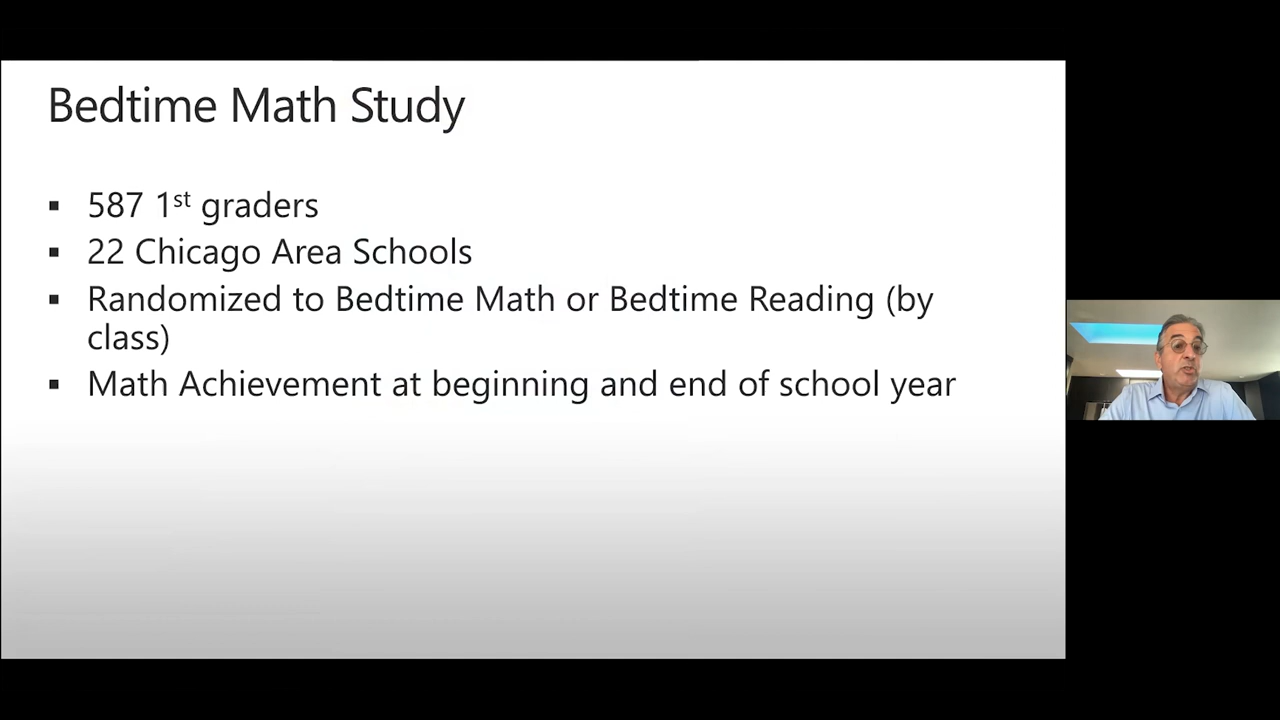 Bedtime Math Study
▪ 587 1st graders
▪ 22 Chicago Area Schools
▪ Randomized to Bedtime Math or Bedtime Reading (by
class)
▪ Math Achievement at beginning and end of school year